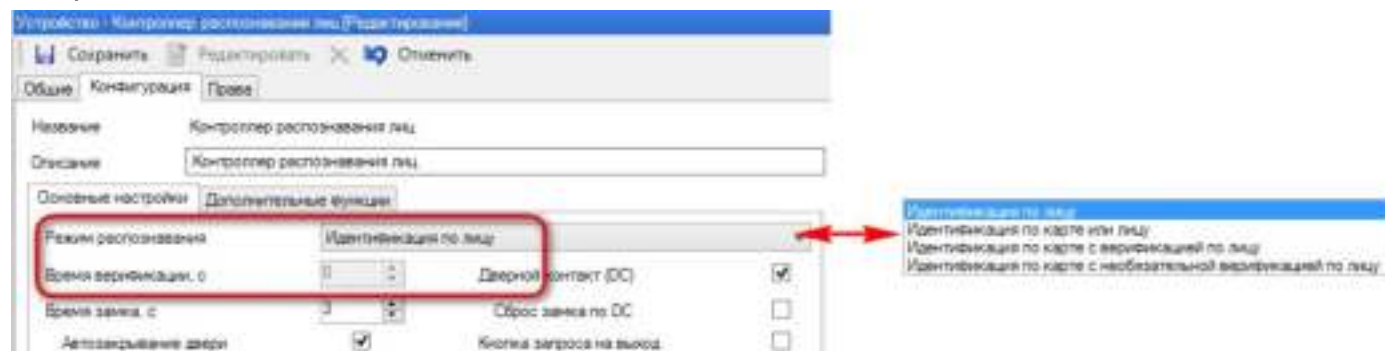 Устройство - Контроллер распознавания лиц [Редактирование]
Сохранить Редактировать Отменить
Общие Конфигурация Права
Название Контроллер распознавания лиц
Описание Контроллер распознавания лиц
Основные настройки Дополнительные функции
Режим распознавания Идентификация по лицу
Время верификации, с 0 Дверной контакт (DC)
Время замка, с 3 Сброс замка по DC
Автозакрывание двери Кнопка запроса на выход
Идентификация по лицу
Идентификация по карте или лицу
Идентификация по карте с верификацией по лицу
Идентификация по карте с необязательной верификацией по лицу